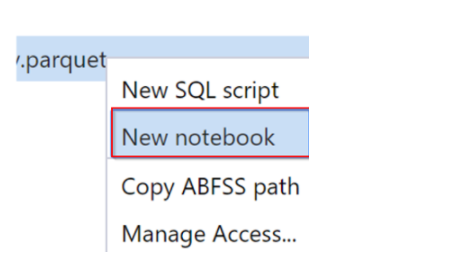 y.parquet
New SQL script
New notebook
Copy ABFSS path
Manage Access...